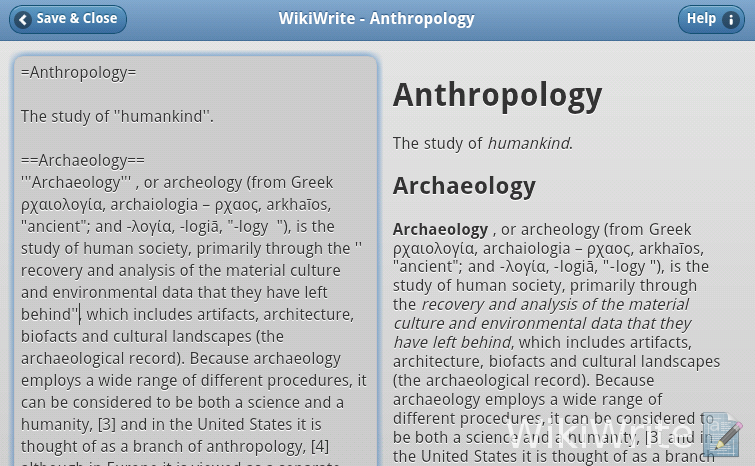 Save & Close
WikiWrite - Anthropology
Help
=Anthropology=
The study of ''humankind''.
==Archaeology==
'''Archaeology''' , or archeology (from Greek
ρχαιολογία, archaiologia – ρχαος, arkhaīos,
"ancient"; and -λογία, -logiā, "-logy "), is the
study of human society, primarily through the ''
recovery and analysis of the material culture
and environmental data that they have left
behind'', which includes artifacts, architecture,
biofacts and cultural landscapes (the
archaeological record). Because archaeology
employs a wide range of different procedures, it
can be considered to be both a science and a
humanity, [3] and in the United States it is
thought of as a branch of anthropology, [4]
although in Europe it is viewed as a separate
Anthropology
The study of humankind.
Archaeology
Archaeology , or archeology (from Greek
ρχαιολογία, archaiologia – ρχαος, arkhaīos,
"ancient"; and -λογία, -logiā, "-logy "), is the
study of human society, primarily through
the recovery and analysis of the material
culture and environmental data that they
have left behind, which includes artifacts,
architecture, biofacts and cultural landscapes
(the archaeological record). Because
archaeology employs a wide range of
different procedures, it can be considered to
be both a science and a humanity, [3] and in
the United States it is thought of as a branch
WikiWrite